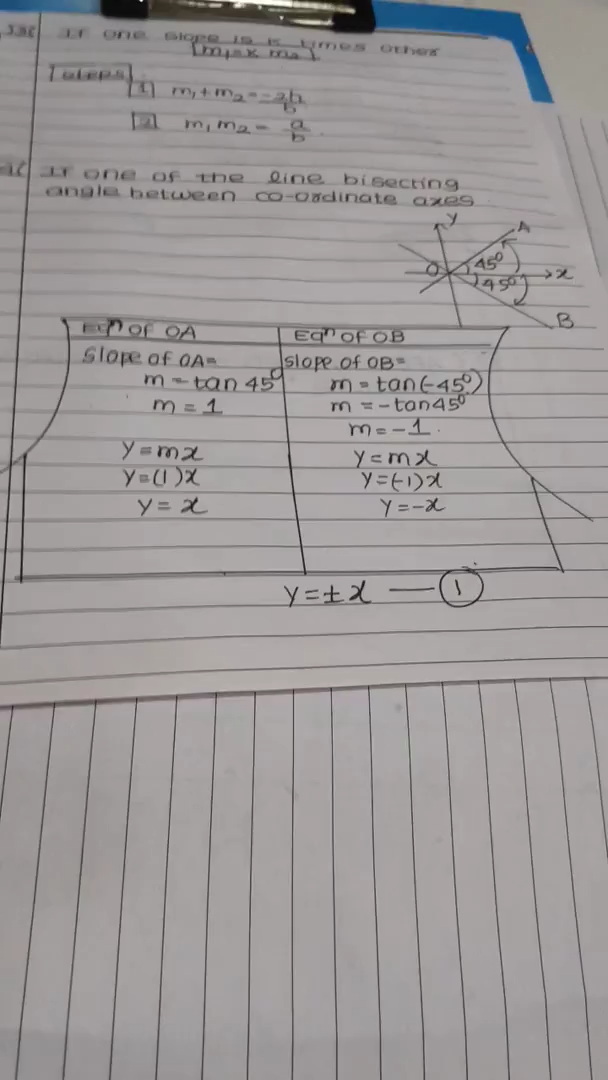 If one slope is K times other
[m₁=K m₂]
Steps
1 m₁+m₂=-2h/b
2 m₁m₂=a/b.
If one of the line bisecting
angle between co-ordinate axes
y
A
O
45°
x
45°
B
Eqⁿ of OA
Slope of OA=
m=tan 45°
m=1
y=mx
y=(1)x
y=x
Eqⁿ of OB
slope of OB=
m=tan(-45°)
m=-tan45°
m=-1.
y=mx
y=(-1)x
y=-x
y=±x — 1